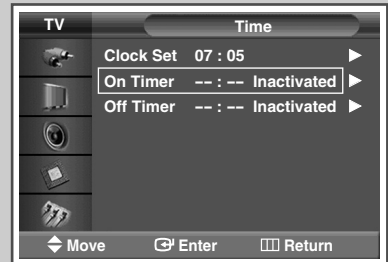 TV Time
Clock Set 07 : 05
On Timer -- : -- Inactivated
Off Timer -- : -- Inactivated
Move Enter Return